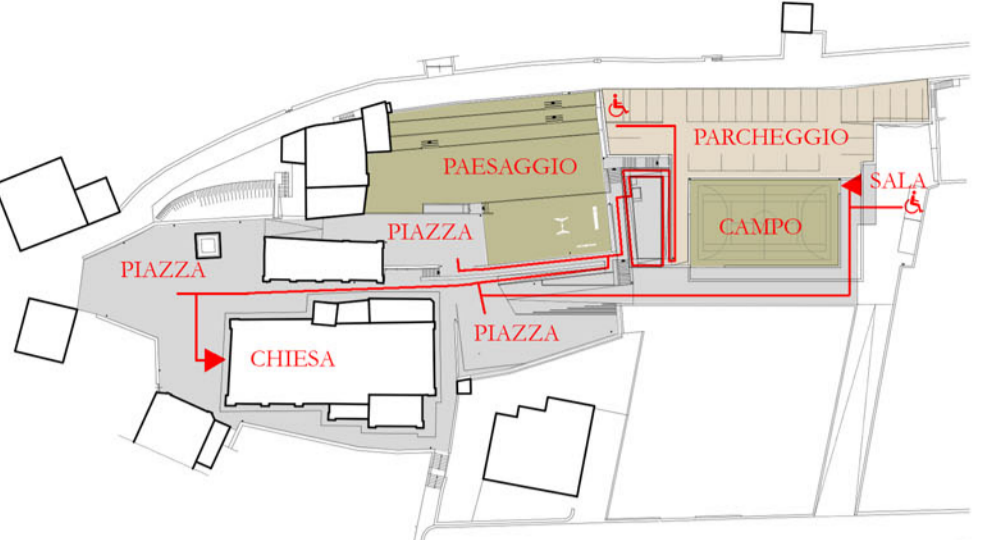 PARCHEGGIO
PAESAGGIO
SALA
CAMPO
PIAZZA
PIAZZA
PIAZZA
CHIESA